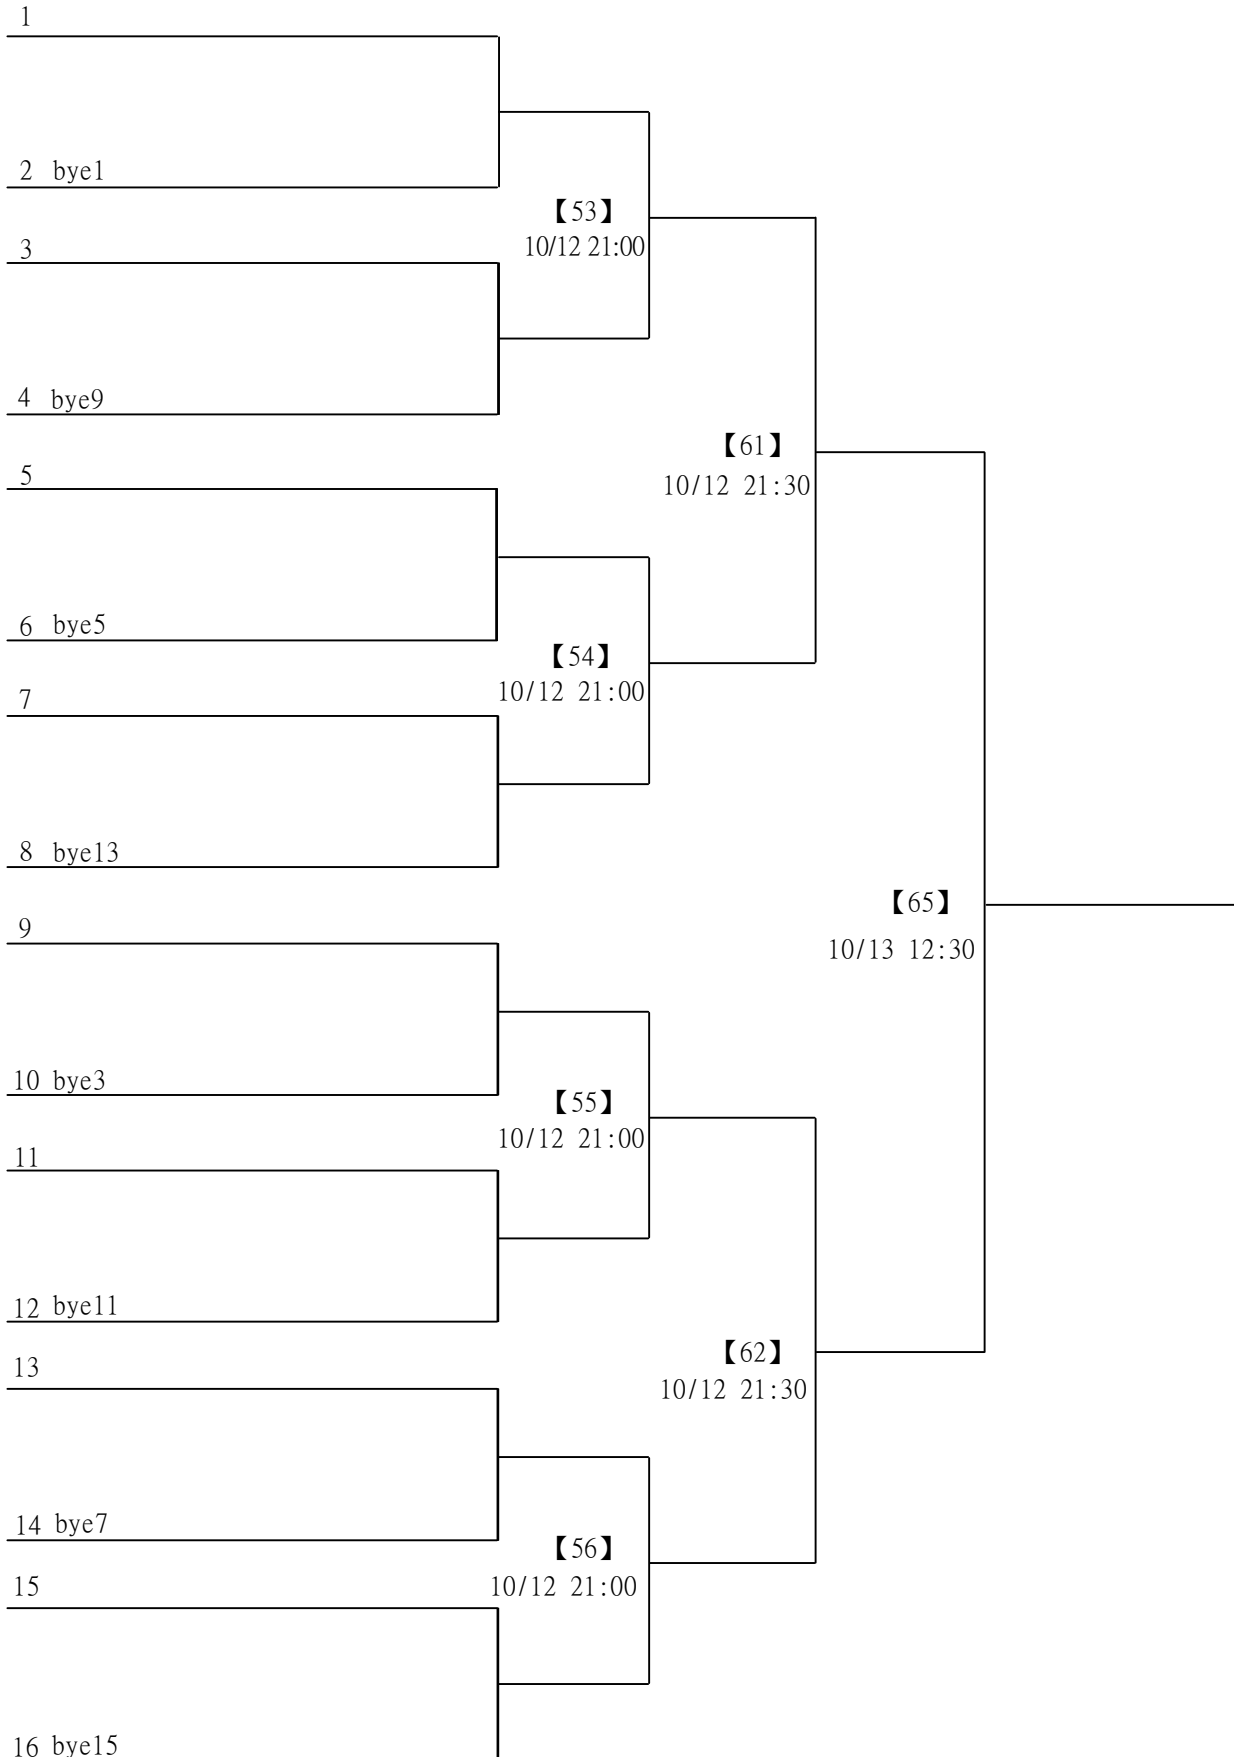 1
2 bye1
【53】
10/12 21:00
3
4 bye9
【61】
10/12 21:30
5
6 bye5
【54】
10/12 21:00
7
8 bye13
【65】
10/13 12:30
9
10 bye3
【55】
10/12 21:00
11
12 bye11
【62】
10/12 21:30
13
14 bye7
【56】
10/12 21:00
15
16 bye15